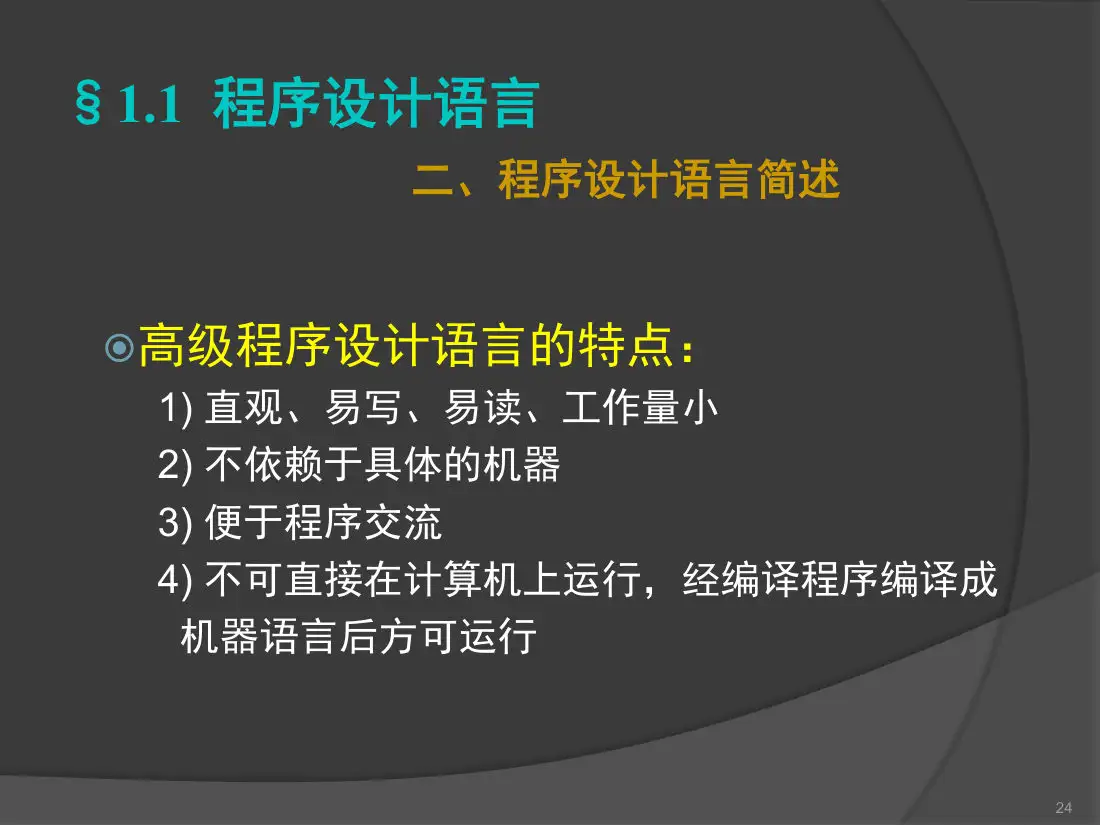 §1.1 程序设计语言
二、程序设计语言简述
高级程序设计语言的特点：
1) 直观、易写、易读、工作量小
2) 不依赖于具体的机器
3) 便于程序交流
4) 不可直接在计算机上运行，经编译程序编译成
机器语言后方可运行
24